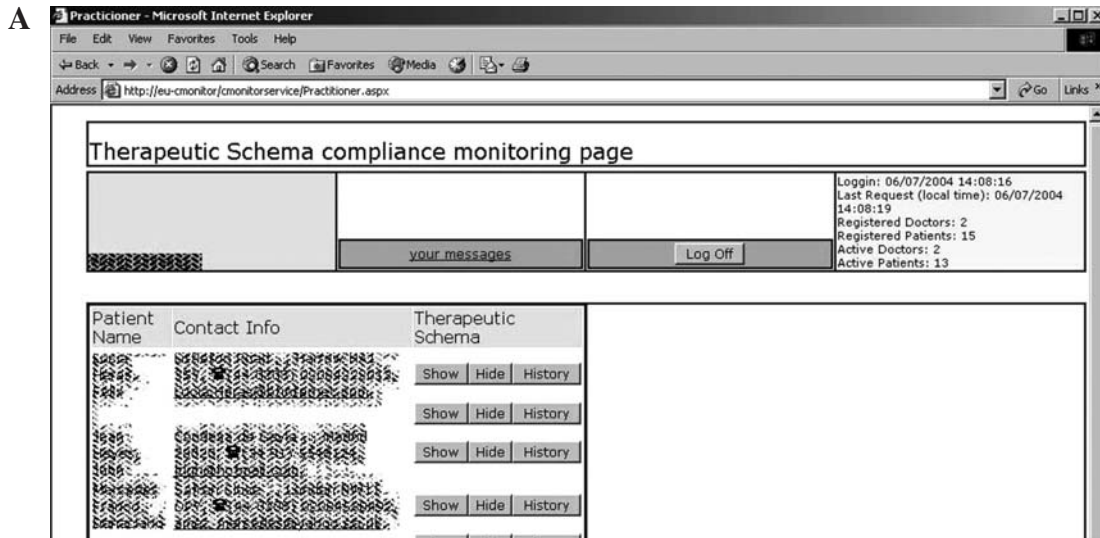 A
Practicioner - Microsoft Internet Explorer
File Edit View Favorites Tools Help
Back Search Favorites Media
Address http://eu-cmonitor/cmonitorservice/Practitioner.aspx Go Links »
Therapeutic Schema compliance monitoring page
Loggin: 06/07/2004 14:08:16
Last Request (local time): 06/07/2004
14:08:19
Registered Doctors: 2
Registered Patients: 15
Active Doctors: 2
Active Patients: 13
your messages Log Off
Patient
Name
Contact Info
Therapeutic
Schema
Show Hide History
Show Hide History
Show Hide History
Show Hide History